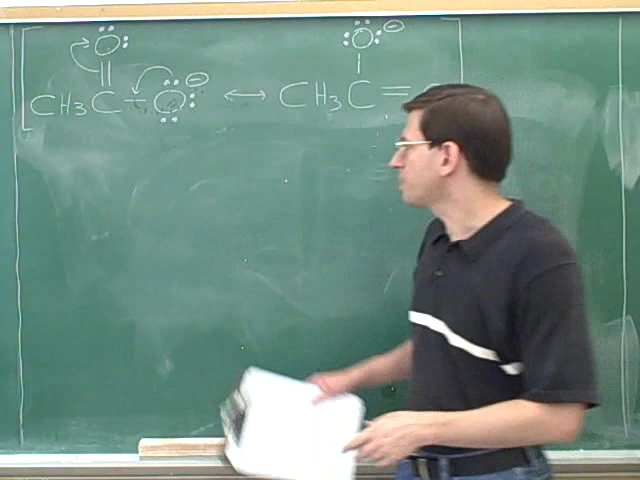 O O ⊖
CH3C – O ⊖ ↔ CH3C =